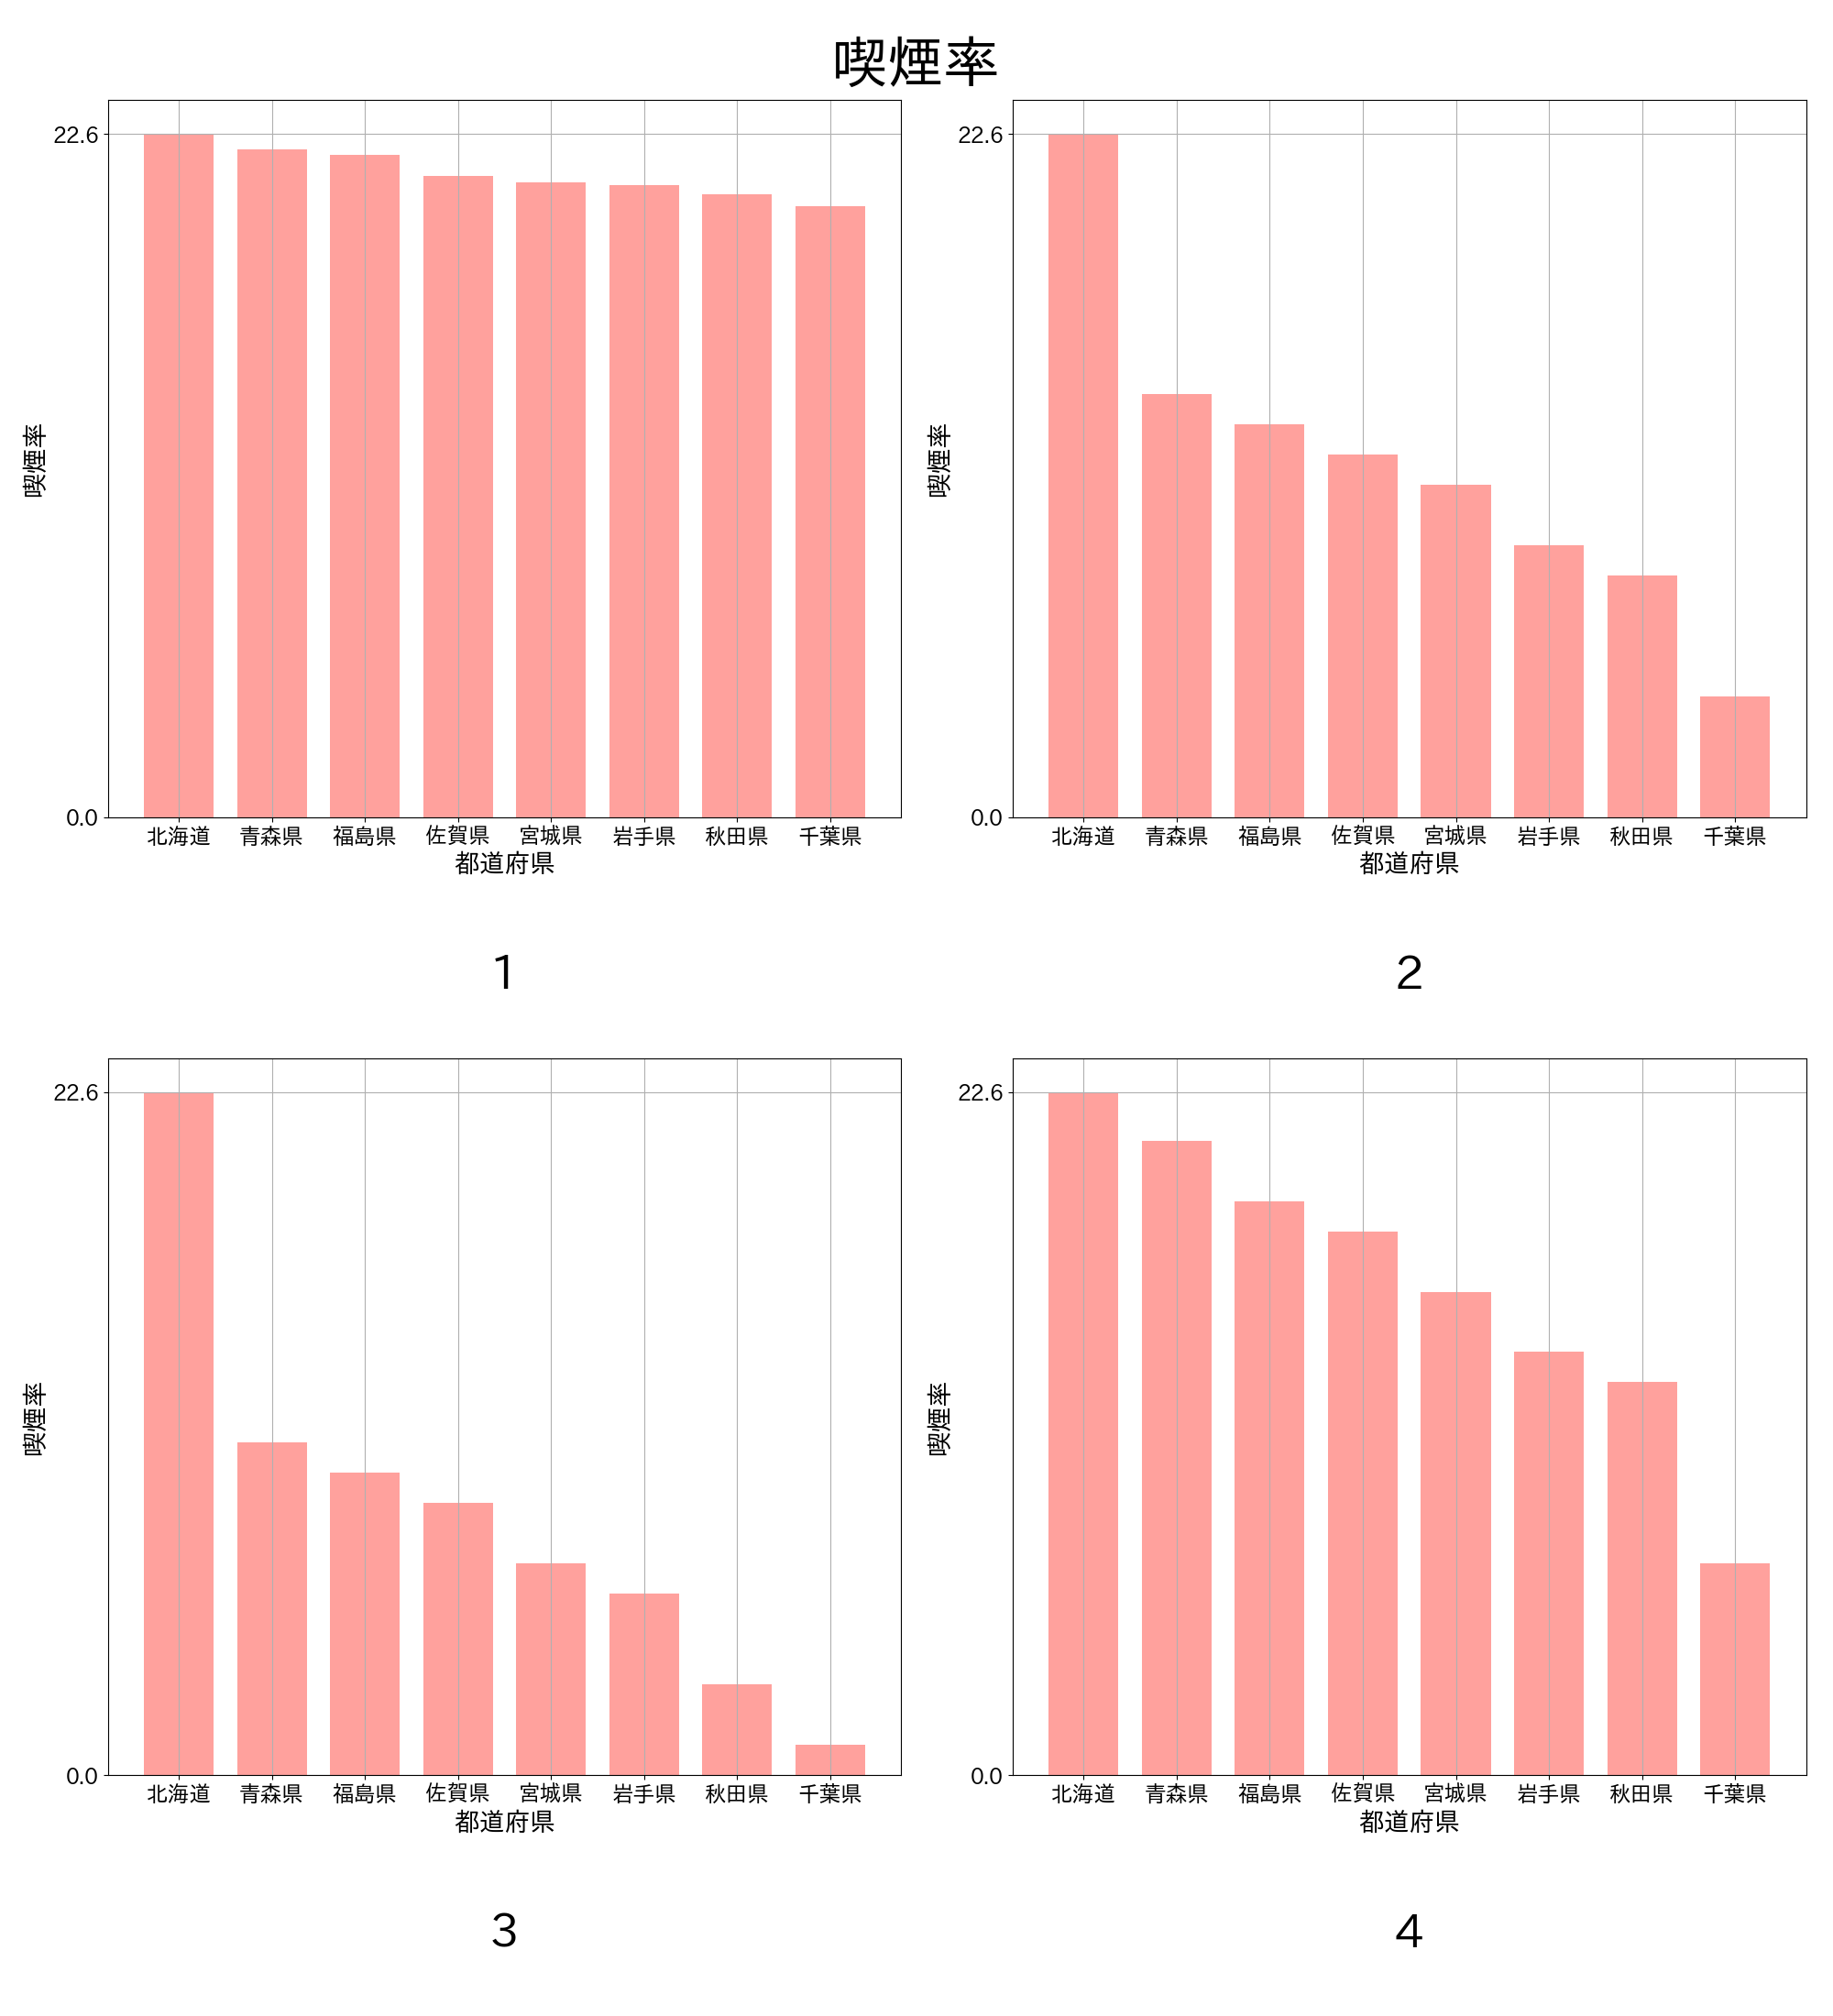 喫煙率
22.6
0.0
喫煙率
北海道 青森県 福島県 佐賀県 宮城県 岩手県 秋田県 千葉県
都道府県
1
22.6
0.0
喫煙率
北海道 青森県 福島県 佐賀県 宮城県 岩手県 秋田県 千葉県
都道府県
2
22.6
0.0
喫煙率
北海道 青森県 福島県 佐賀県 宮城県 岩手県 秋田県 千葉県
都道府県
3
22.6
0.0
喫煙率
北海道 青森県 福島県 佐賀県 宮城県 岩手県 秋田県 千葉県
都道府県
4